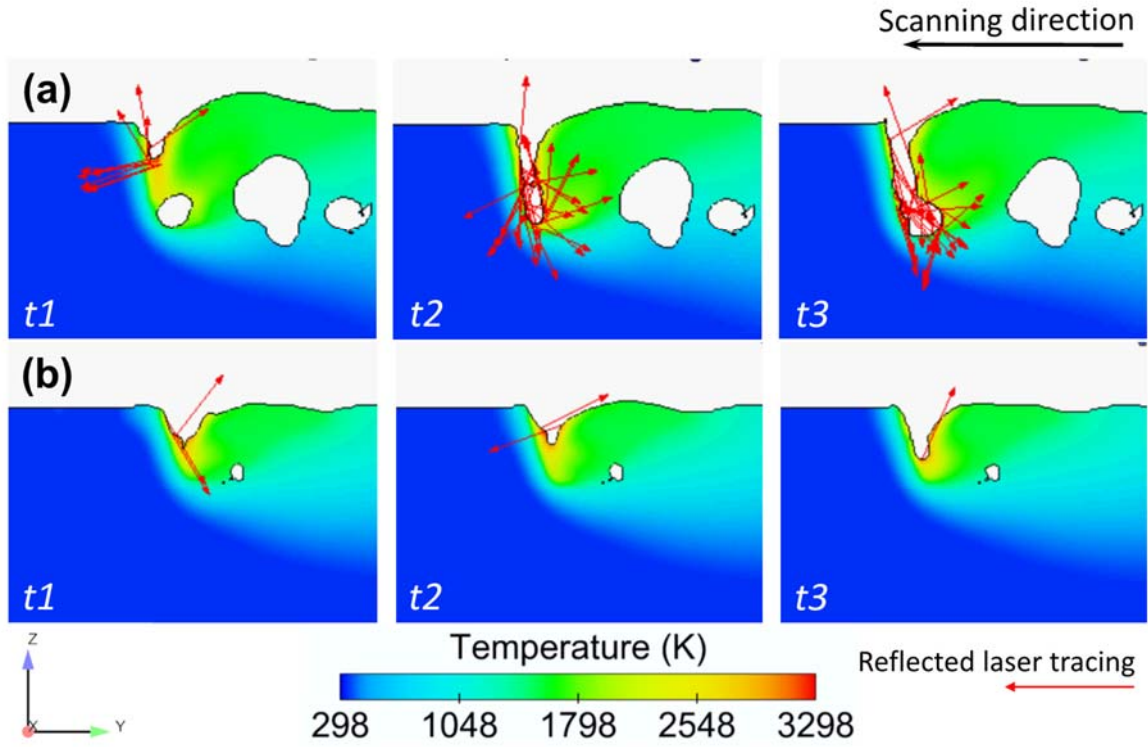 Scanning direction
(a)
t1 t2 t3
(b)
t1 t2 t3
Z
X Y
Temperature (K)
298 1048 1798 2548 3298
Reflected laser tracing